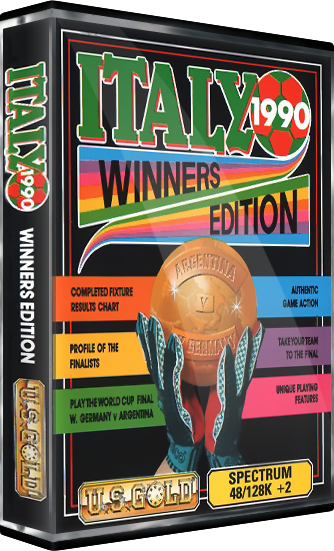 ITALY
1990
WINNERS
EDITION
ARGENTINA
V
GERMANY
COMPLETED FIXTURE
RESULTS CHART
AUTHENTIC
GAME ACTION
PROFILE OF THE
FINALISTS
TAKE YOUR TEAM
TO THE FINAL
PLAY THE WORLD CUP FINAL
W. GERMANY v ARGENTINA
UNIQUE PLAYING
FEATURES
U.S. GOLD
SPECTRUM
48/128K +2
ITALY
1990
WINNERS EDITION
U.S. GOLD